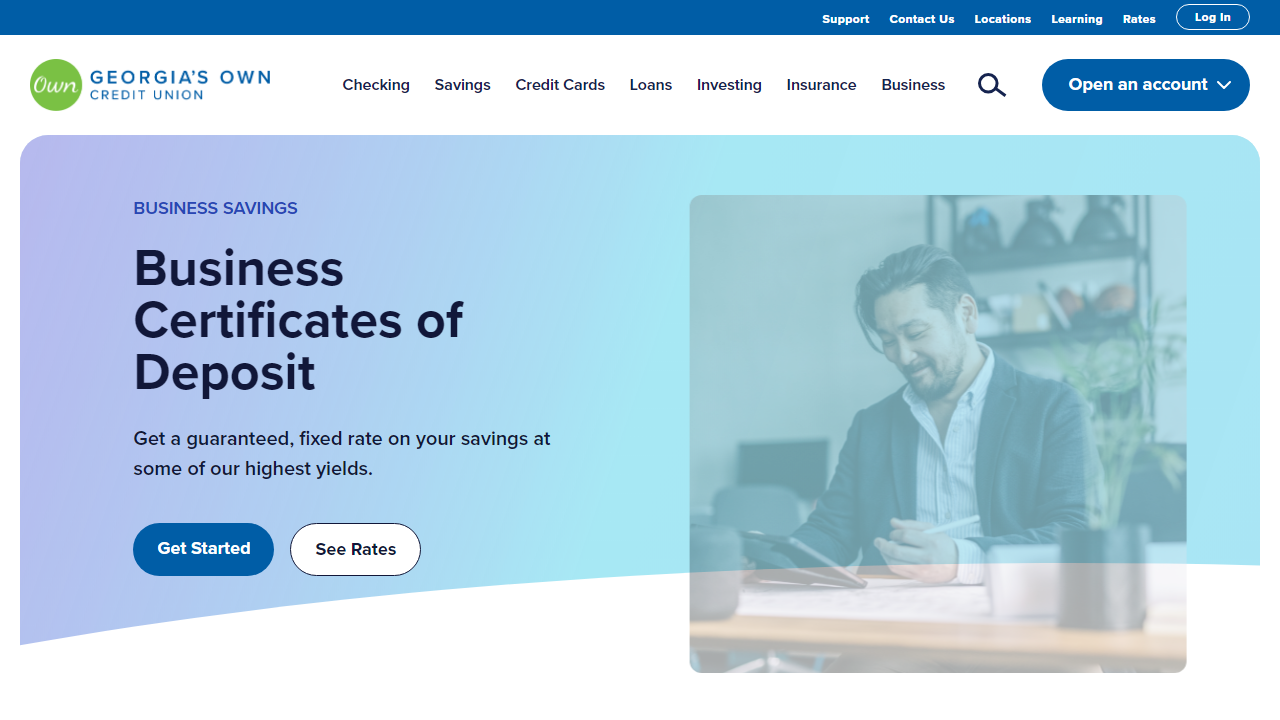 Support Contact Us Locations Learning Rates Log In
Own GEORGIA'S OWN
CREDIT UNION
Checking Savings Credit Cards Loans Investing Insurance Business Open an account
BUSINESS SAVINGS
Business
Certificates of
Deposit
Get a guaranteed, fixed rate on your savings at
some of our highest yields.
Get Started See Rates